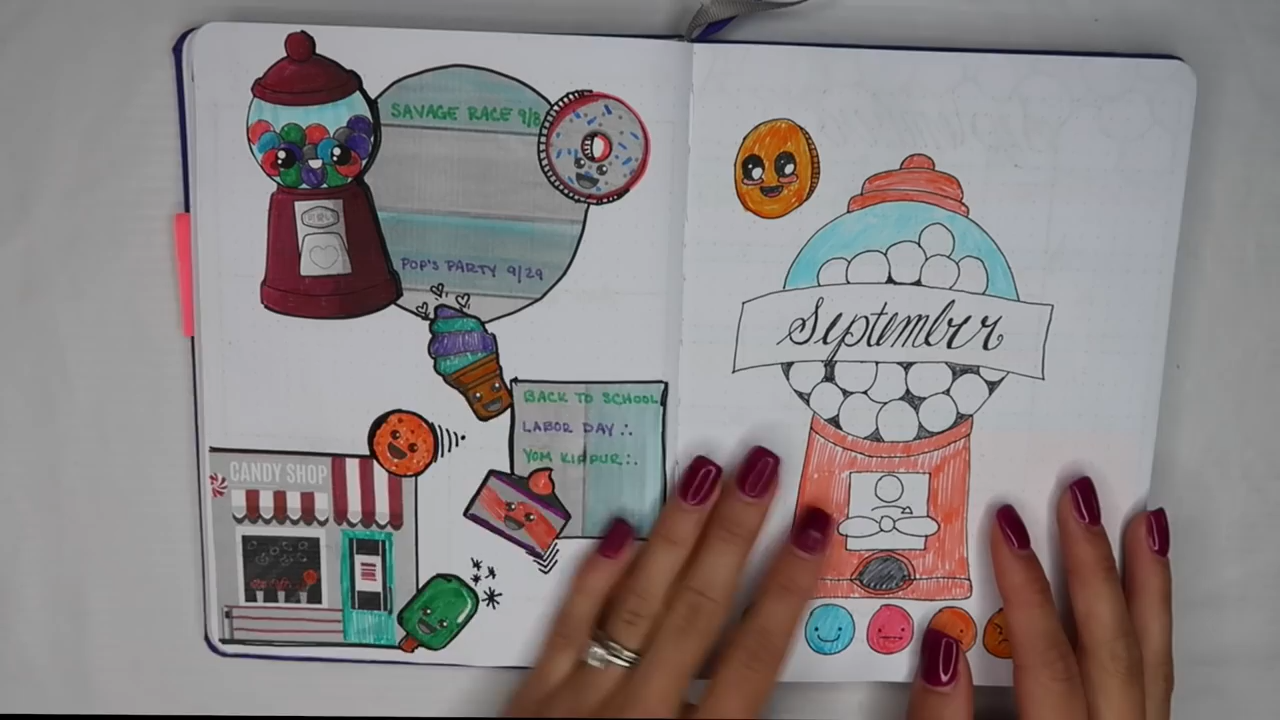 SAVAGE RACE 9/8
POP'S PARTY 9/29
BACK TO SCHOOL
LABOR DAY ∴
YOM KIPPUR:.
CANDY SHOP
September